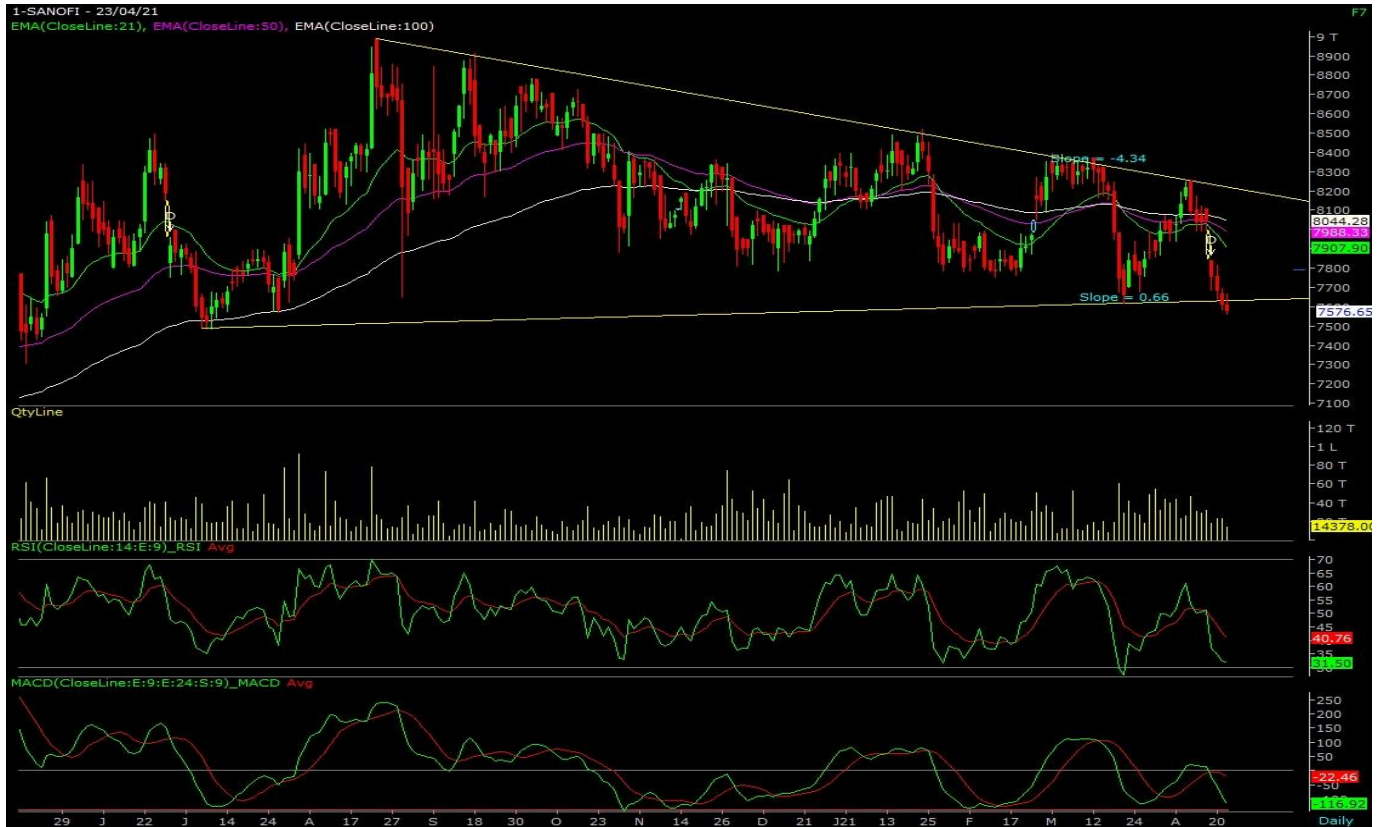 1-SANOFI - 23/04/21
F7
EMA(CloseLine:21), EMA(CloseLine:50), EMA(CloseLine:100)
9 T
8900
8800
8700
8600
8500
8400
Slope = -4.34
8300
8200
8100
D
8044.28
7988.33
D
7907.90
7800
7700
Slope = 0.66
7576.65
7500
7400
7300
7200
7100
QtyLine
120 T
1 L
80 T
60 T
40 T
14378.00
RSI(CloseLine:14:E:9)_RSI Avg
70
65
60
55
50
45
40.76
35
31.50
MACD(CloseLine:E:9:E:24:S:9)_MACD Avg
250
200
150
100
50
-22.46
-50
-116.92
29 J 22 J 14 24 A 17 27 S 18 30 O 23 N 14 26 D 21 J21 13 25 F 17 M 12 24 A 20 Daily